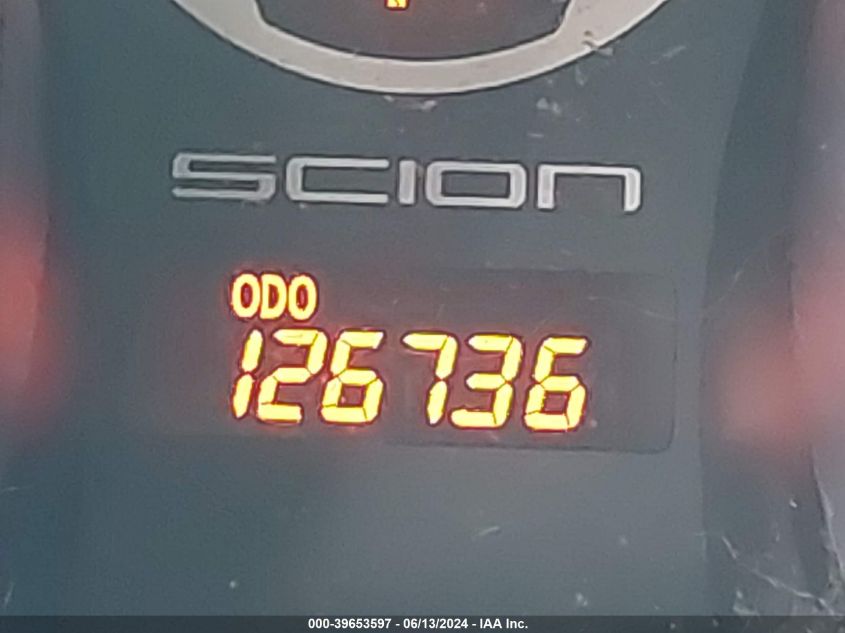 SCION
ODO
126736
000-39653597 - 06/13/2024 - IAA Inc.